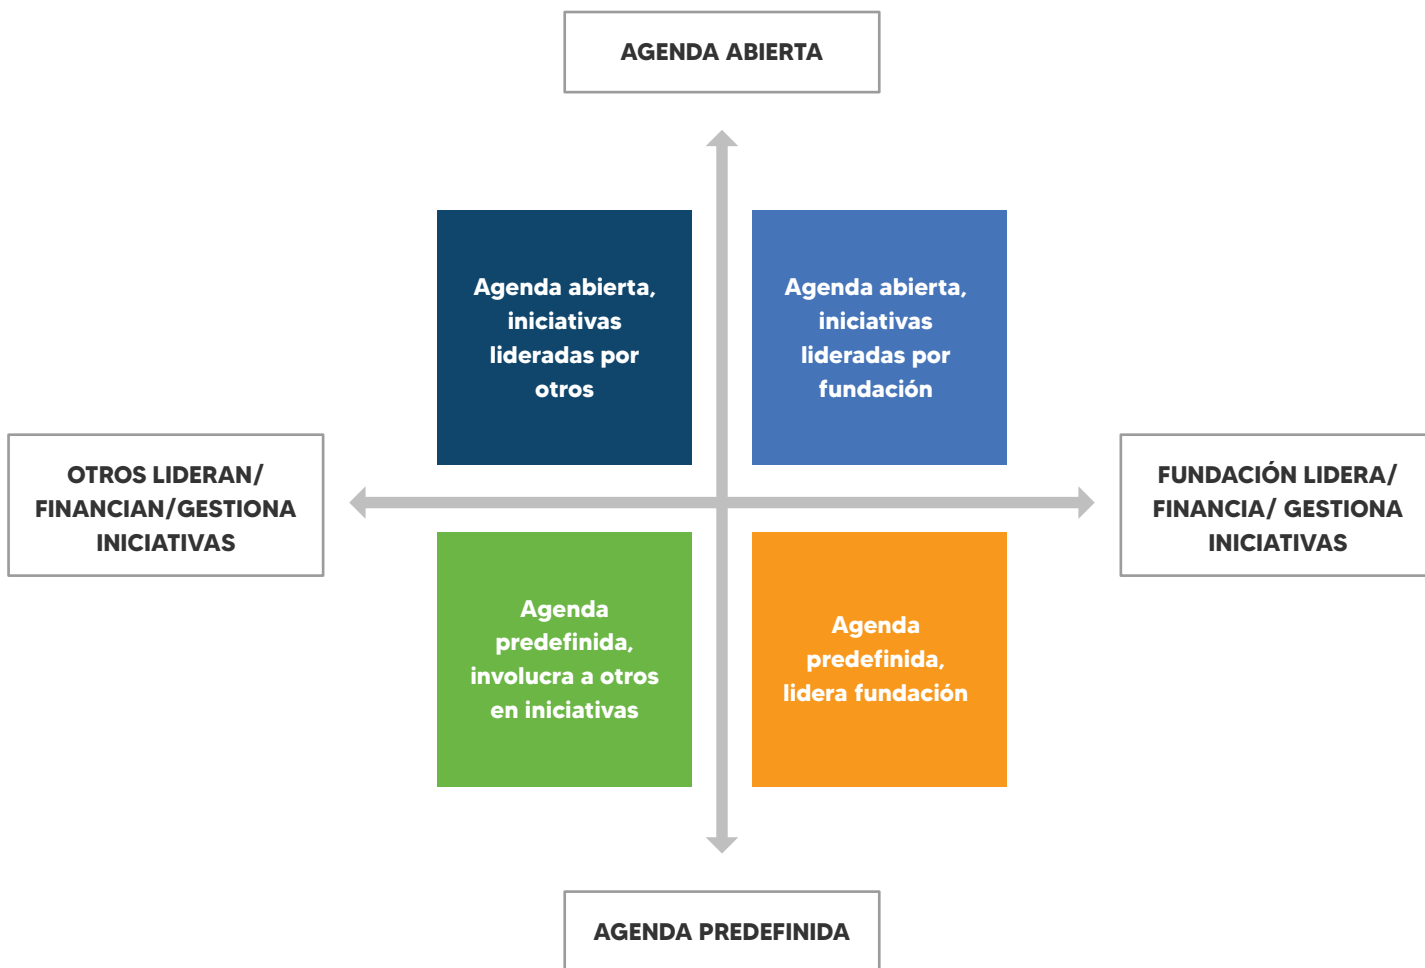 AGENDA ABIERTA
Agenda abierta,
iniciativas
lideradas por
otros
Agenda abierta,
iniciativas
lideradas por
fundación
OTROS LIDERAN/
FINANCIAN/GESTIONA
INICIATIVAS
FUNDACIÓN LIDERA/
FINANCIA/ GESTIONA
INICIATIVAS
Agenda
predefinida,
involucra a otros
en iniciativas
Agenda
predefinida,
lidera fundación
AGENDA PREDEFINIDA